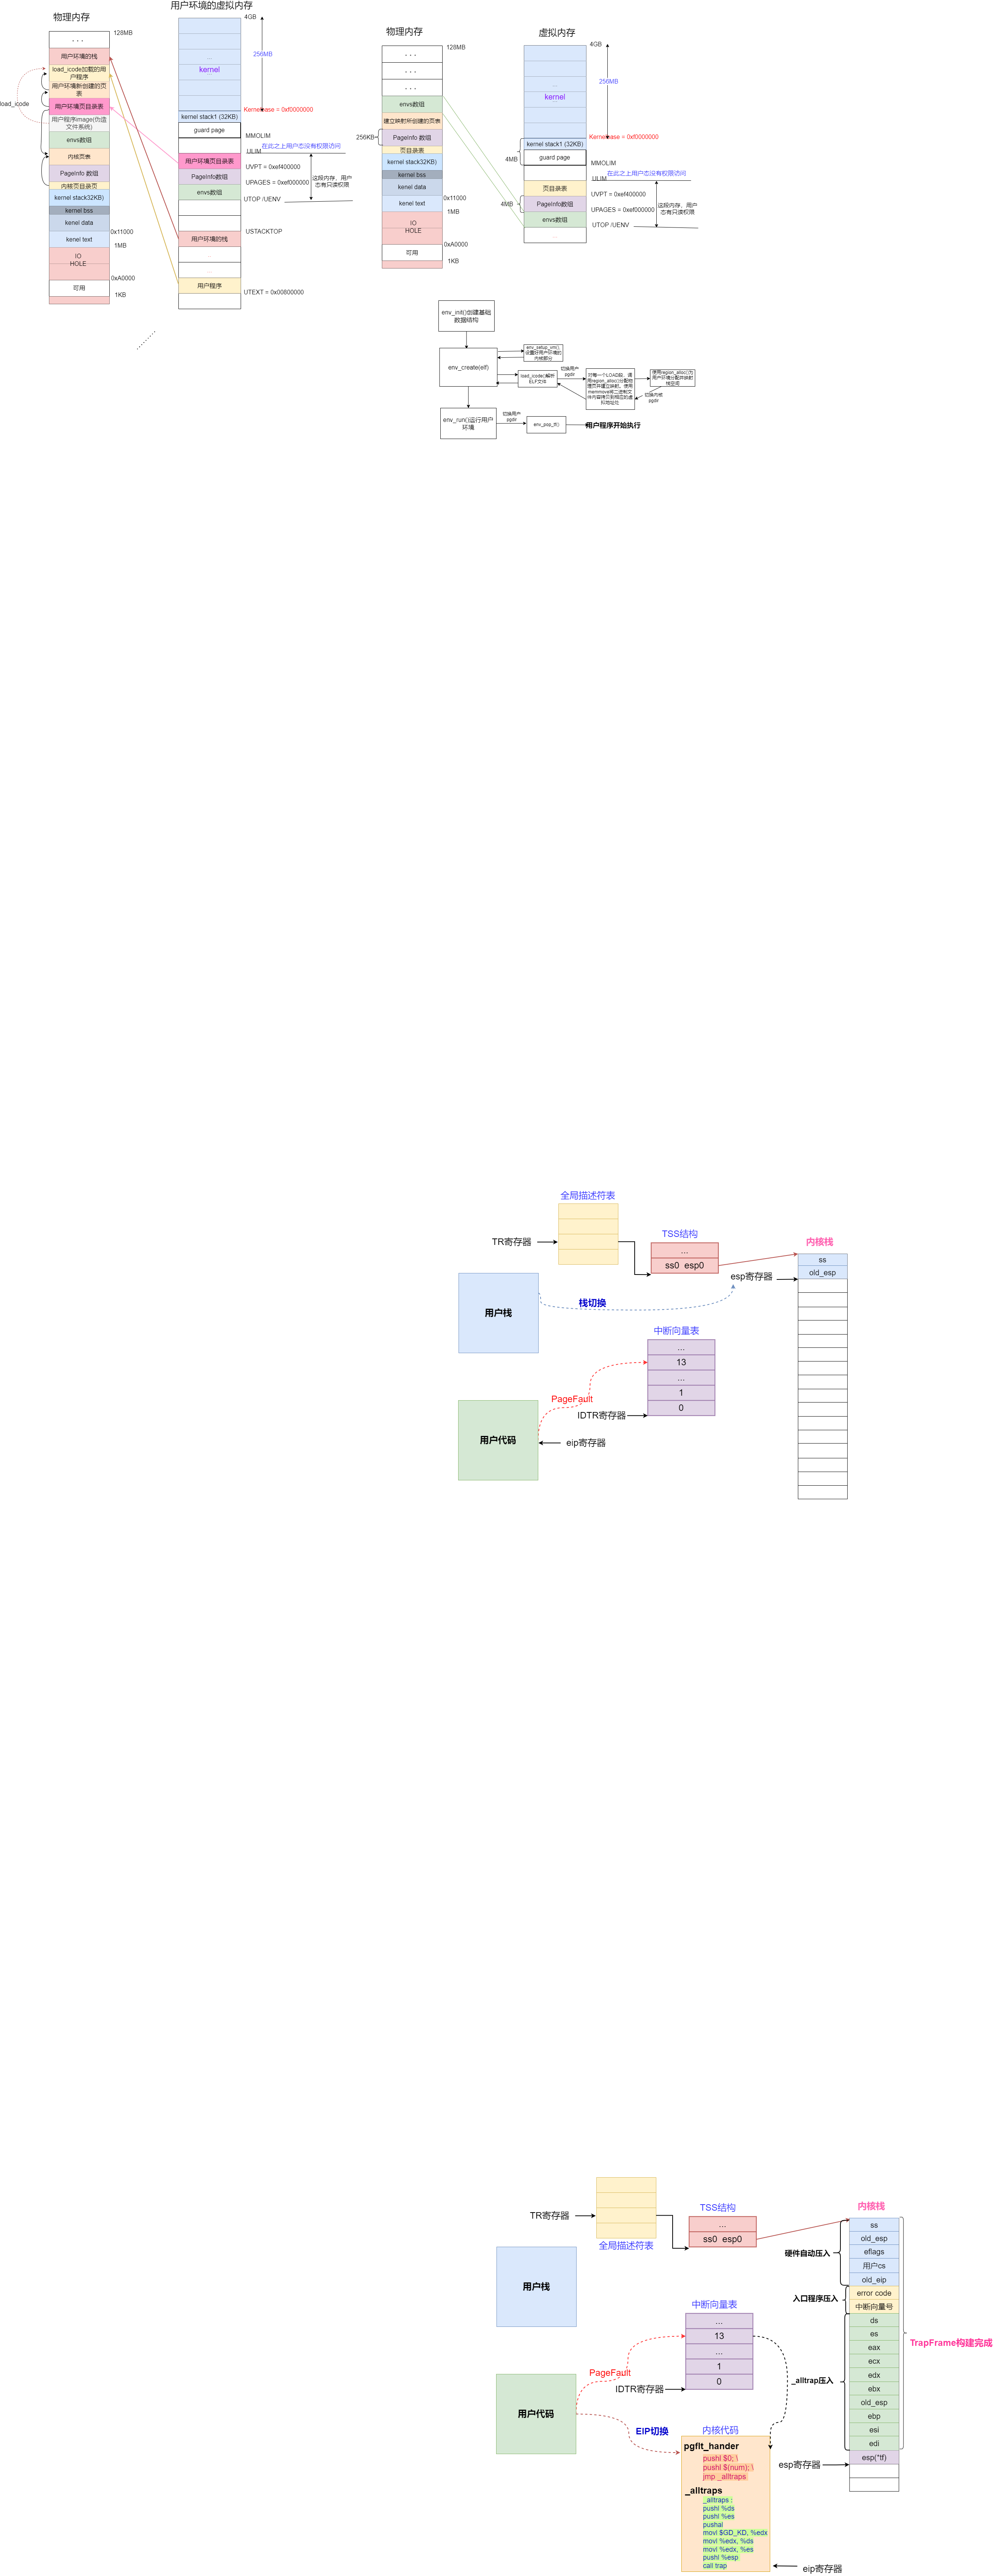 物理内存
128MB
. . .
用户环境的栈
load_icode加载的用
户程序
用户环境新创建的页
表
用户环境页目录表
load_icode
用户程序image(伪造
文件系统)
envs数组
内核页表
PageInfo 数组
内核页目录页
kernel stack32KB)
kernel bss
kenel data
0x11000
kenel text
1MB
IO
HOLE
0xA0000
可用
1KB
用户环境的虚拟内存
4GB
256MB
...
kernel
Kernelbase = 0xf0000000
kernel stack1 (32KB)
guard page
MMOLIM
在此之上用户态没有权限访问
ULIM
用户环境页目录表
UVPT = 0xef400000
PageInfo数组
UPAGES = 0xef000000
这段内存，用户
态有只读权限
envs数组
UTOP /UENV
USTACKTOP
用户环境的栈
...
...
用户程序
UTEXT = 0x00800000
物理内存
128MB
. . .
. . .
. . .
envs数组
建立映射所创建的页表
256KB
PageInfo 数组
页目录表
kernel stack32KB)
kernel bss
kenel data
0x11000
kenel text
1MB
IO
HOLE
0xA0000
可用
1KB
虚拟内存
4GB
256MB
...
kernel
Kernelbase = 0xf0000000
kernel stack1 (32KB)
4MB
guard page
MMOLIM
在此之上用户态没有权限访问
ULIM
页目录表
UVPT = 0xef400000
4MB
PageInfo数组
UPAGES = 0xef000000
这段内存，用户
态有只读权限
envs数组
UTOP /UENV
...
env_init()创建基础
数据结构
env_create(elf)
env_setup_vm()
设置好用户环境的
内核部分
load_icode()解析
ELF文件
切换用户
pgdir
对每一个LOAD段，调
用region_alloc()分配物
理页并建立映射。使用
memmove将二进制文
件内容拷贝到相应的虚
拟地址处
使用region_alloc()为
用户环境分配并映射
栈空间
切换内核
pgdir
env_run()运行用户
环境
切换用户
pgdir
env_pop_tf()
用户程序开始执行
全局描述符表
TR寄存器
TSS结构
...
ss0 esp0
内核栈
ss
old_esp
esp寄存器
用户栈
栈切换
中断向量表
...
13
...
1
0
PageFault
IDTR寄存器
用户代码
eip寄存器
TR寄存器
全局描述符表
TSS结构
...
ss0 esp0
内核栈
ss
old_esp
eflags
用户cs
old_eip
硬件自动压入
error code
中断向量号
入口程序压入
ds
es
eax
ecx
edx
ebx
old_esp
ebp
esi
edi
_alltrap压入
TrapFrame构建完成
esp(*tf)
esp寄存器
用户栈
中断向量表
...
13
...
1
0
PageFault
IDTR寄存器
用户代码
EIP切换
内核代码
pgflt_hander
pushl $0; \
pushl $(num); \
jmp _alltraps
_alltraps
_alltraps :
pushl %ds
pushl %es
pushal
movl $GD_KD, %edx
movl %edx, %ds
movl %edx, %es
pushl %esp
call trap
eip寄存器